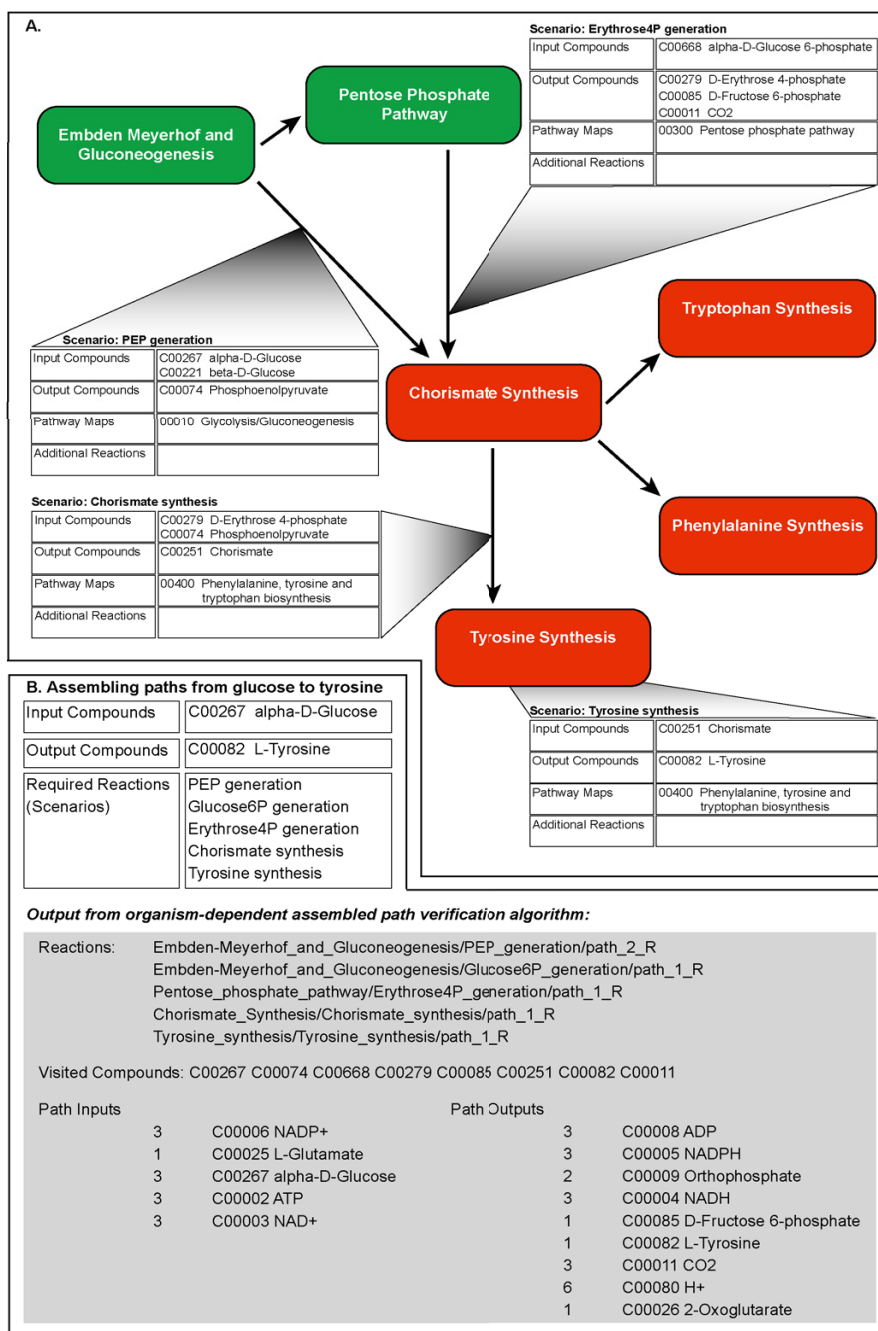 A.
Scenario: Erythrose4P generation
Input Compounds C00668 alpha-D-Glucose 6-phosphate
Output Compounds C00279 D-Erythrose 4-phosphate
C00085 D-Fructose 6-phosphate
C00011 CO2
Pathway Maps 00300 Pentose phosphate pathway
Additional Reactions
Pentose Phosphate
Pathway
Embden Meyerhof and
Gluconeogenesis
Tryptophan Synthesis
Scenario: PEP generation
Input Compounds C00267 alpha-D-Glucose
C00221 beta-D-Glucose
Output Compounds C00074 Phosphoenolpyruvate
Pathway Maps 00010 Glycolysis/Gluconeogenesis
Additional Reactions
Chorismate Synthesis
Scenario: Chorismate synthesis
Input Compounds C00279 D-Erythrose 4-phosphate
C00074 Phosphoenolpyruvate
Output Compounds C00251 Chorismate
Pathway Maps 00400 Phenylalanine, tyrosine and
tryptophan biosynthesis
Additional Reactions
Phenylalanine Synthesis
Tyrosine Synthesis
Scenario: Tyrosine synthesis
Input Compounds C00251 Chorismate
Output Compounds C00082 L-Tyrosine
Pathway Maps 00400 Phenylalanine, tyrosine and
tryptophan biosynthesis
Additional Reactions
B. Assembling paths from glucose to tyrosine
Input Compounds C00267 alpha-D-Glucose
Output Compounds C00082 L-Tyrosine
Required Reactions PEP generation
(Scenarios) Glucose6P generation
Erythrose4P generation
Chorismate synthesis
Tyrosine synthesis
Output from organism-dependent assembled path verification algorithm:
Reactions: Embden-Meyerhof_and_Gluconeogenesis/PEP_generation/path_2_R
Embden-Meyerhof_and_Gluconeogenesis/Glucose6P_generation/path_1_R
Pentose_phosphate_pathway/Erythrose4P_generation/path_1_R
Chorismate_Synthesis/Chorismate_synthesis/path_1_R
Tyrosine_synthesis/Tyrosine_synthesis/path_1_R
Visited Compounds: C00267 C00074 C00668 C00279 C00085 C00251 C00082 C00011
Path Inputs Path Outputs
3 C00006 NADP+ 3 C00008 ADP
1 C00025 L-Glutamate 3 C00005 NADPH
3 C00267 alpha-D-Glucose 2 C00009 Orthophosphate
3 C00002 ATP 3 C00004 NADH
3 C00003 NAD+ 1 C00085 D-Fructose 6-phosphate
1 C00082 L-Tyrosine
3 C00011 CO2
6 C00080 H+
1 C00026 2-Oxoglutarate